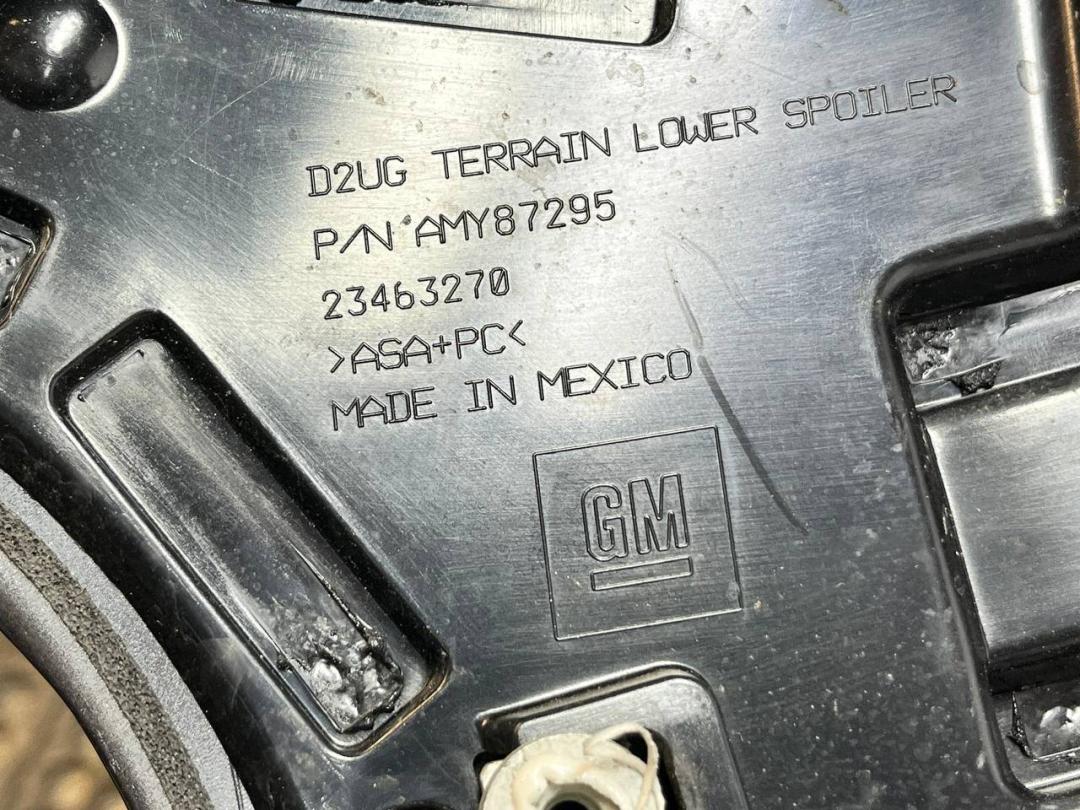 D2UG TERRAIN LOWER SPOILER
P/N AMY87295
23463270
>ASA+PC<
MADE IN MEXICO
GM